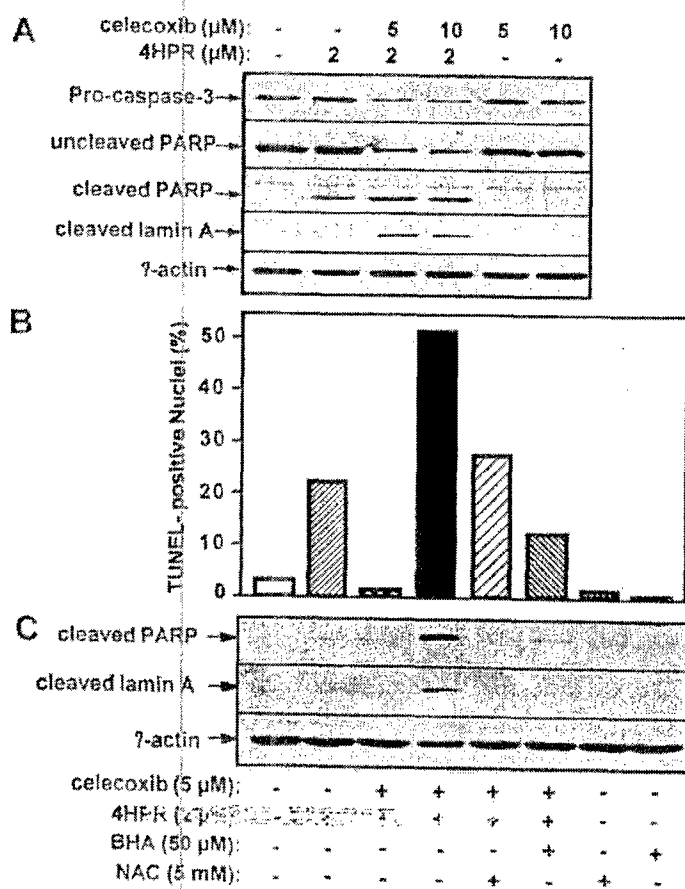 A
celecoxib (µM): - - 5 10 5 10
4HPR (µM): - 2 2 2 - -
Pro-caspase-3
uncleaved PARP
cleaved PARP
cleaved lamin A
?-actin
B
TUNEL-positive Nuclei (%)
50
40
30
20
10
0
C
cleaved PARP
cleaved lamin A
?-actin
celecoxib (5 µM): - - + + + + - -
4HPR + + +
BHA (50 µM): - - - - - + - +
NAC (5 mM): - - - - + - + -